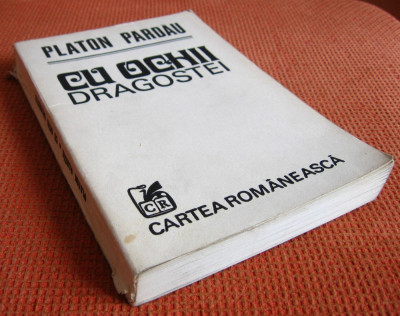 PLATON PARDAU
CU OCHII
DRAGOSTEI
CR
CARTEA ROMÂNEASCĂ